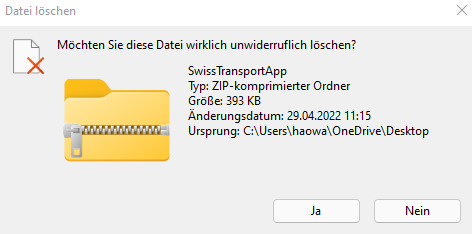 Datei löschen
Möchten Sie diese Datei wirklich unwiderruflich löschen?
SwissTransportApp
Typ: ZIP-komprimierter Ordner
Größe: 393 KB
Änderungsdatum: 29.04.2022 11:15
Ursprung: C:\Users\haowa\OneDrive\Desktop
Ja
Nein